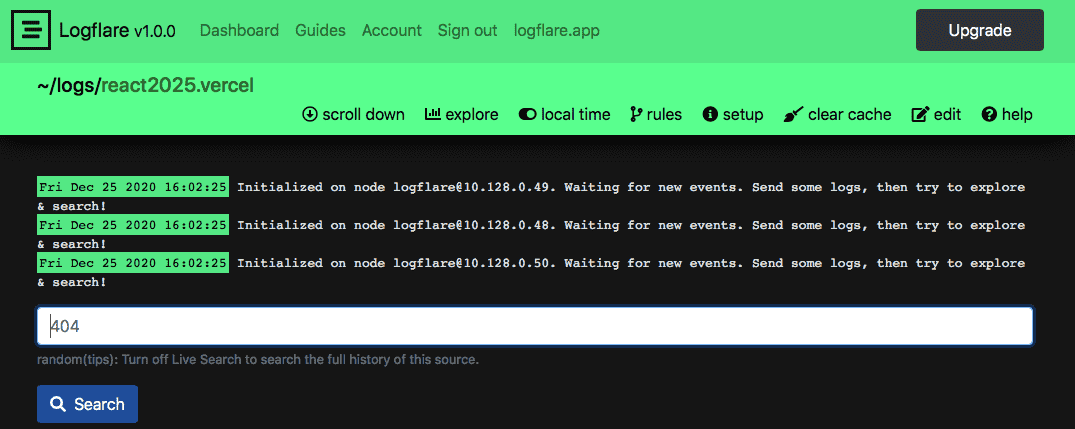 Logflare v1.0.0 Dashboard Guides Account Sign out logflare.app Upgrade
~/logs/react2025.vercel
scroll down explore local time rules setup clear cache edit help
Fri Dec 25 2020 16:02:25 Initialized on node logflare@10.128.0.49. Waiting for new events. Send some logs, then try to explore
& search!
Fri Dec 25 2020 16:02:25 Initialized on node logflare@10.128.0.48. Waiting for new events. Send some logs, then try to explore
& search!
Fri Dec 25 2020 16:02:25 Initialized on node logflare@10.128.0.50. Waiting for new events. Send some logs, then try to explore
& search!
404
random(tips): Turn off Live Search to search the full history of this source.
Search